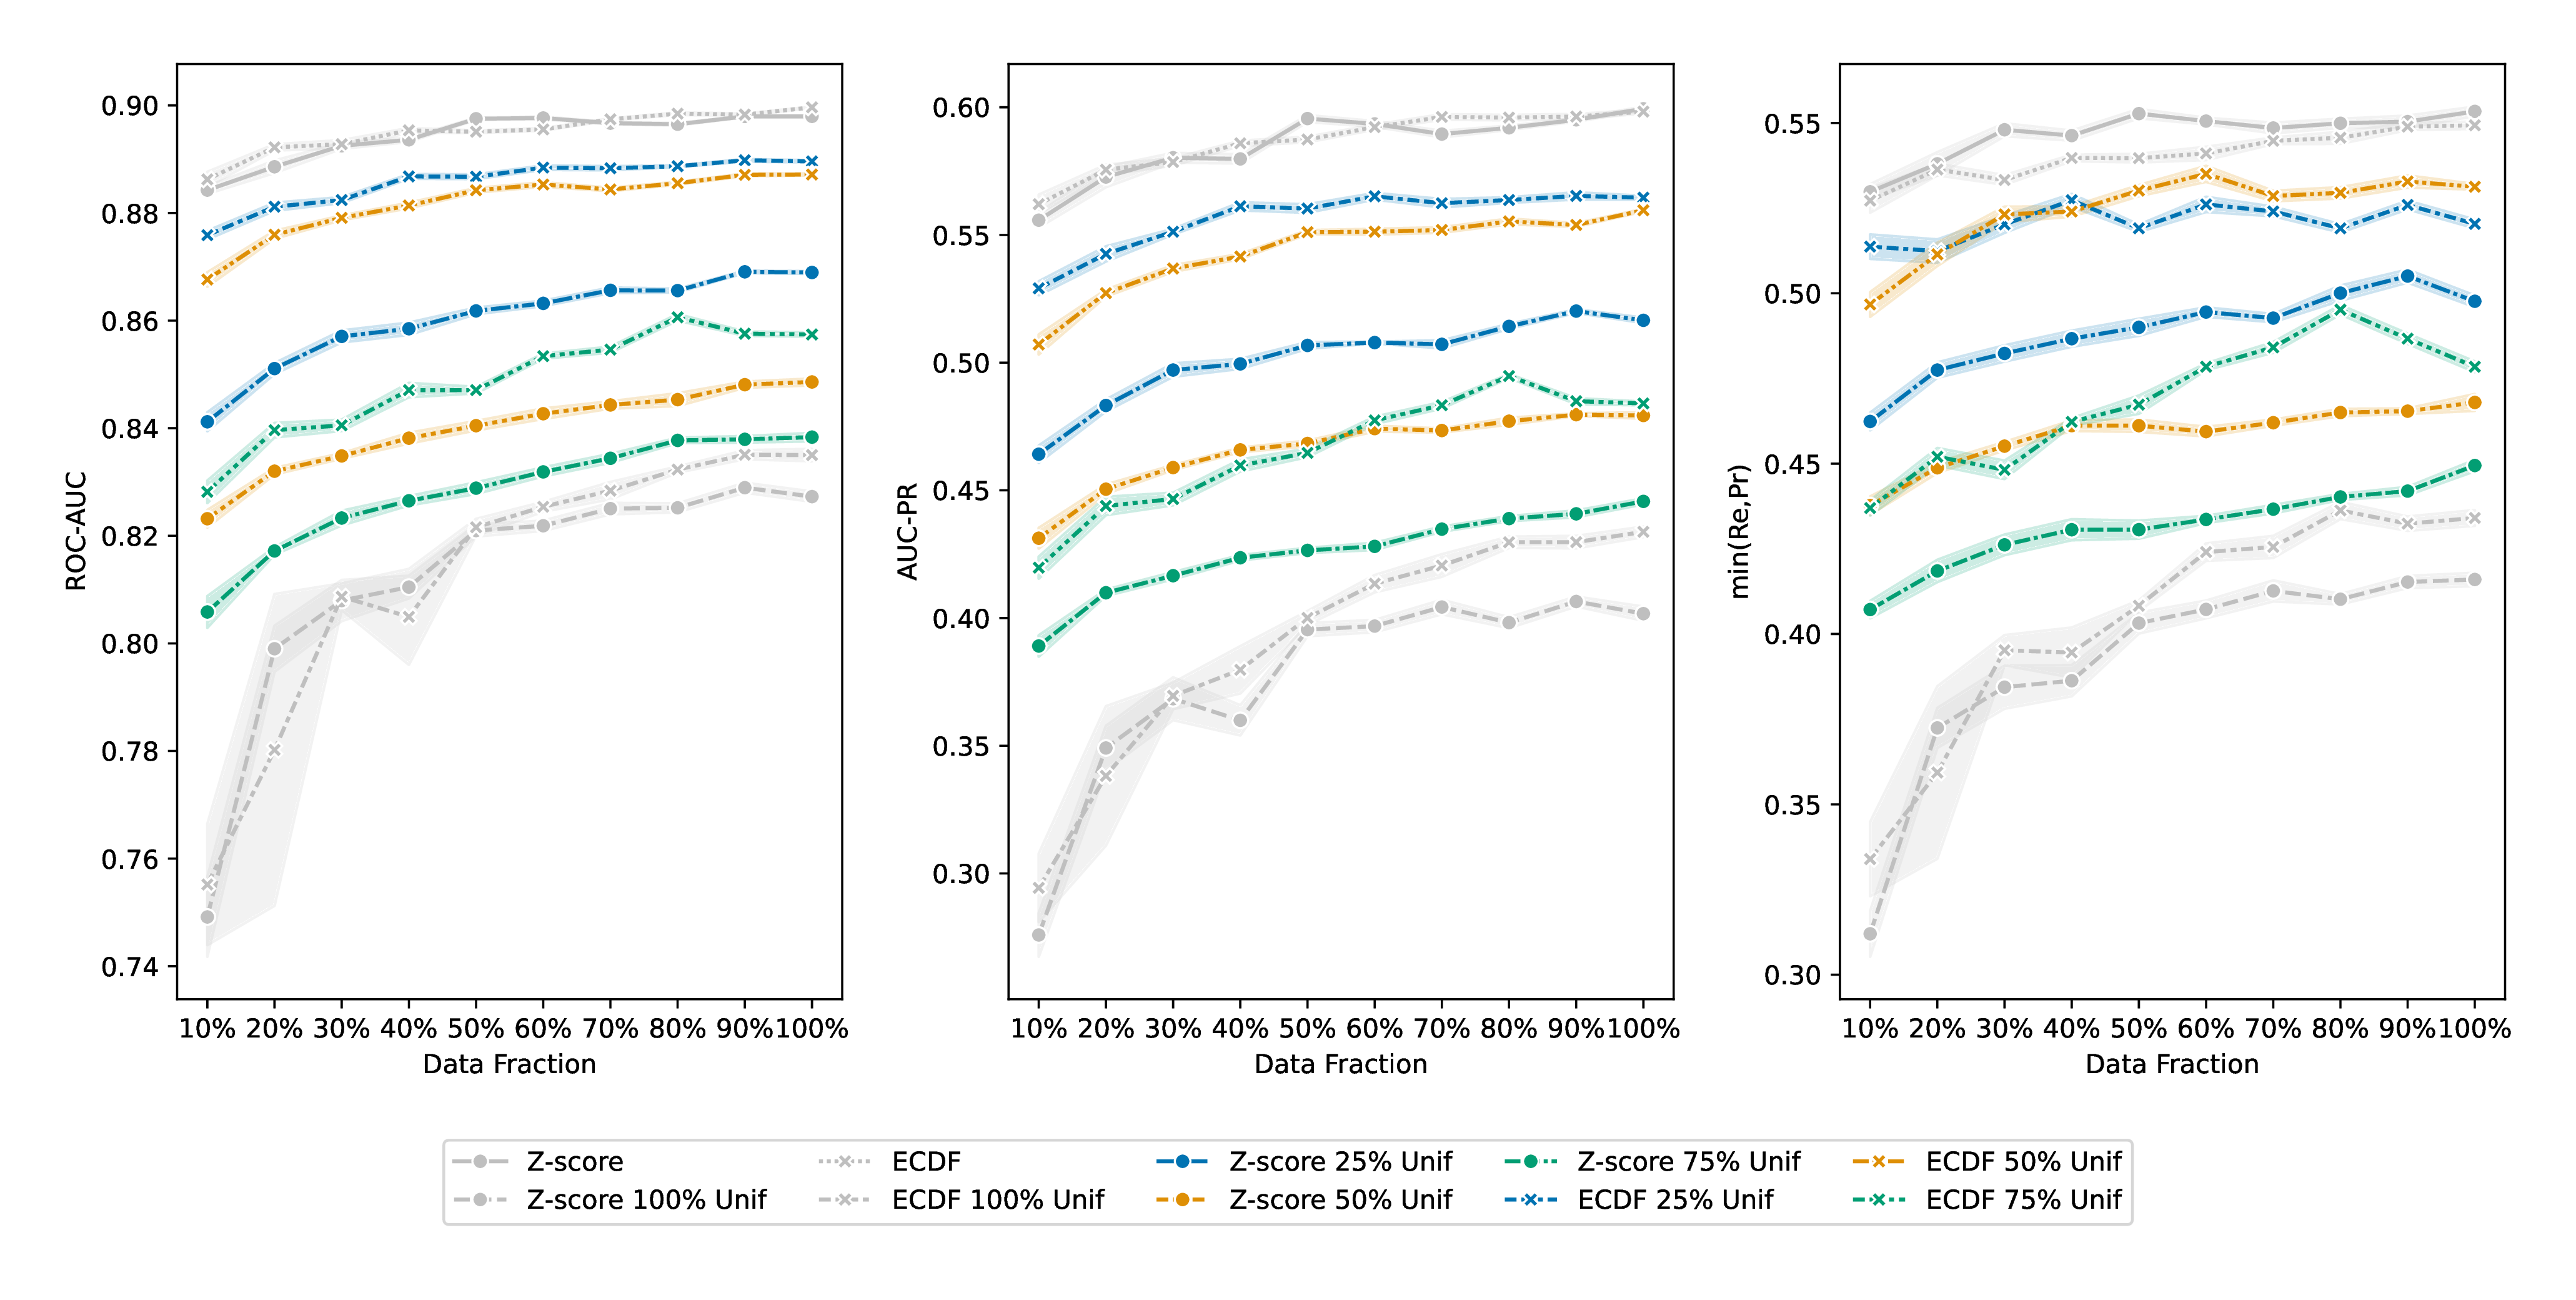 ROC-AUC
0.90
0.88
0.86
0.84
0.82
0.80
0.78
0.76
0.74
10% 20% 30% 40% 50% 60% 70% 80% 90% 100%
Data Fraction
AUC-PR
0.60
0.55
0.50
0.45
0.40
0.35
0.30
10% 20% 30% 40% 50% 60% 70% 80% 90% 100%
Data Fraction
min(Re,Pr)
0.55
0.50
0.45
0.40
0.35
0.30
10% 20% 30% 40% 50% 60% 70% 80% 90% 100%
Data Fraction
Z-score ECDF Z-score 25% Unif Z-score 75% Unif ECDF 50% Unif
Z-score 100% Unif ECDF 100% Unif Z-score 50% Unif ECDF 25% Unif ECDF 75% Unif